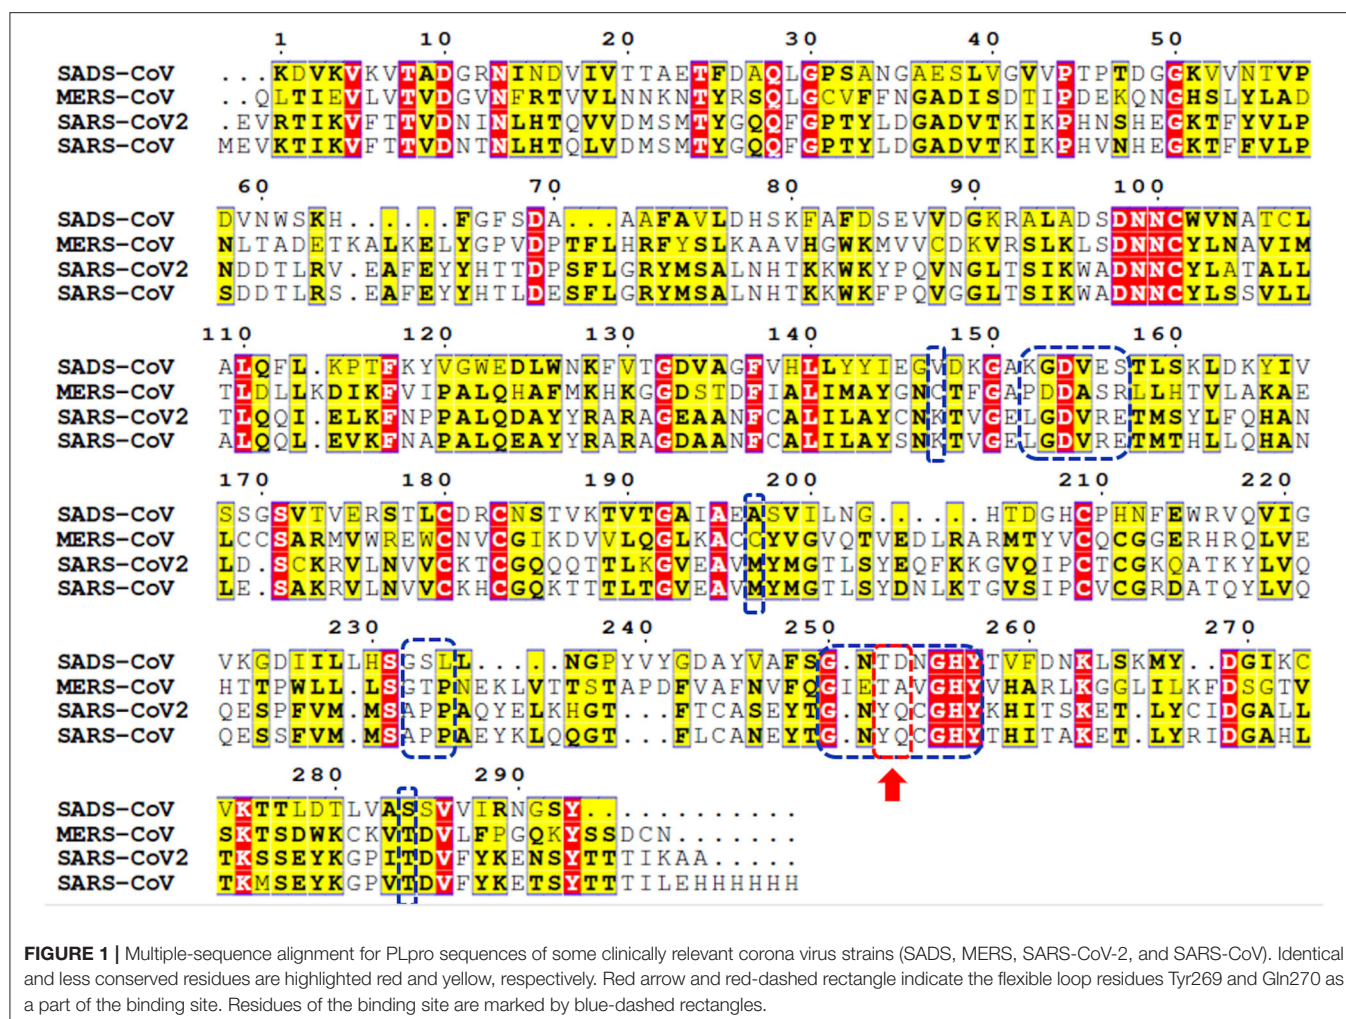 1 10 20 30 40 50
SADS-CoV ...KDVKVKVTADGRNINDVIVTTAETFDAQLGPSANGAESLVGVVPTPTDGGKVVNTVP
MERS-CoV ..QLTIEVLVTVDGVNFRTVVLNNKNTYRSQLGCVFFNGADISDTIPDEKQNGHSLYLAD
SARS-CoV2 .EVRTIKVFTTVDNINLHTQVVDMSMTYGQQFGPTYLDGADVTKIKPHNSHEGKTFYVLP
SARS-CoV MEVKTIKVFTTVDNTNLHTQLVDMSMTYGQQFGPTYLDGADVTKIKPHVNHEGKTFFVLP
60 70 80 90 100
SADS-CoV DVNWSKH.....FGFSDA...AAFAVLDHSKFAFDSEVVDGKRALADSDNNCWVNATCL
MERS-CoV NLTADETKALKELYGPVDPTFLHRFYSLKAAVHGWKMVVCDKVRSLKLSDNNCYLNAVIM
SARS-CoV2 NDDTLRV.EAFEYYHTTDPSFLGRYMSALNHTKKWKYPQVNGLTSIKWADNNCYLATALL
SARS-CoV SDDTLRS.EAFEYYHTLDESFLGRYMSALNHTKKWKFPQVGGLTSIKWADNNCYLSSVLL
110 120 130 140 150 160
SADS-CoV ALQFL.KPTFKYVGWEDLWNKFVTGDVAGFVHLLYYIEGVDKGAKGDVESTLSKLDKYIV
MERS-CoV TLDLLKDIKFVIPALQHAFMKHKGGDSTDFIALIMAYGNCTFGAPDDASRLLHTVLAKAE
SARS-CoV2 TLQQI.ELKFNPPALQDAYYRARAGEAANFCALILAYCNKTVGELGDVRETMSYLFQHAN
SARS-CoV ALQQL.EVKFNAPALQEAYYRARAGDAANFCALILAYSNKTVGELGDVRETMTHLLQHAN
170 180 190 200 210 220
SADS-CoV SSGSVTVERSTLCDRCNSTVKTVTGAIAEASVILNG.....HTDGHCPHNFEWRVQVIG
MERS-CoV LCCSARMVWREWCNVCGIKDVVLQGLKACCYVGVQTVEDLRARMTYVCQCGGERHRQLVE
SARS-CoV2 LD.SCKRVLNVVCKTCGQQQTTLKGVEAVMYMGTLSYEQFKKGVQIPCTCGKQATKYLVQ
SARS-CoV LE.SAKRVLNVVCKHCGQKTTTLTGVEAVMYMGTLSYDNLKTGVSIPCVCGRDATQYLVQ
230 240 250 260 270
SADS-CoV VKGDIILLHSGSLL.....NGPYVYGDAYVAFSG.NTDNGHYTVFDNKLSKMY..DGIKC
MERS-CoV HTTPWLL.LSGTPNEKLVTTSTAPDFVAFNVFQGIETAVGHYVHARLKGGLILKFDSGTV
SARS-CoV2 QESPFVM.MSAPPAQYELKHGT...FTCASEYTG.NYQCGHYKHITSKET.LYCIDGALL
SARS-CoV QESSFVM.MSAPPAEYKLQQGT...FLCANEYTG.NYQCGHYTHITAKET.LYRIDGAHL
280 290
SADS-CoV VKTTLDTLVASSVVIRNGSY............
MERS-CoV SKTSDWKCKVTDVLFPGQKYSSDCN.......
SARS-CoV2 TKSSEYKGPITDVFYKENSYTTTIKAA.....
SARS-CoV TKMSEYKGPVTDVFYKETSYTTTILEHHHHHH
FIGURE 1 | Multiple-sequence alignment for PLpro sequences of some clinically relevant corona virus strains (SADS, MERS, SARS-CoV-2, and SARS-CoV). Identical
and less conserved residues are highlighted red and yellow, respectively. Red arrow and red-dashed rectangle indicate the flexible loop residues Tyr269 and Gln270 as
a part of the binding site. Residues of the binding site are marked by blue-dashed rectangles.